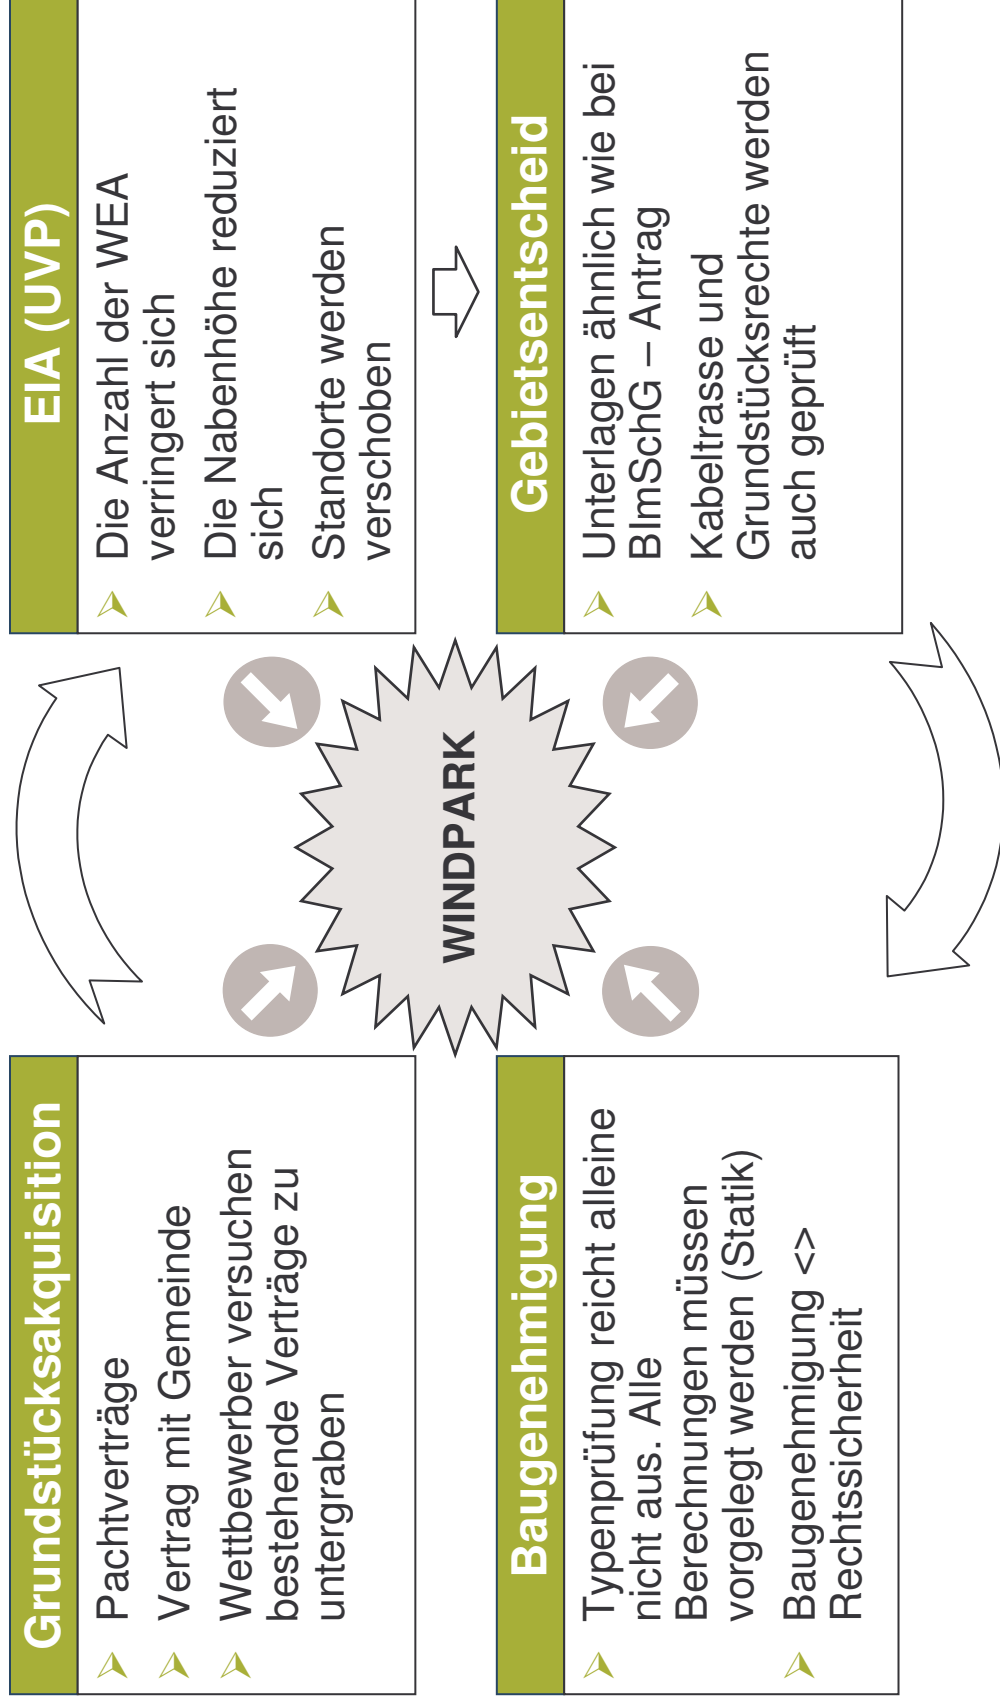 Grundstücksakquisition
Pachtverträge
Vertrag mit Gemeinde
Wettbewerber versuchen
bestehende Verträge zu
untergraben
EIA (UVP)
Die Anzahl der WEA
verringert sich
Die Nabenhöhe reduziert
sich
Standorte werden
verschoben
WINDPARK
Baugenehmigung
Typenprüfung reicht alleine
nicht aus. Alle
Berechnungen müssen
vorgelegt werden (Statik)
Baugenehmigung <>
Rechtssicherheit
Gebietsentscheid
Unterlagen ähnlich wie bei
BImSchG – Antrag
Kabeltrasse und
Grundstücksrechte werden
auch geprüft